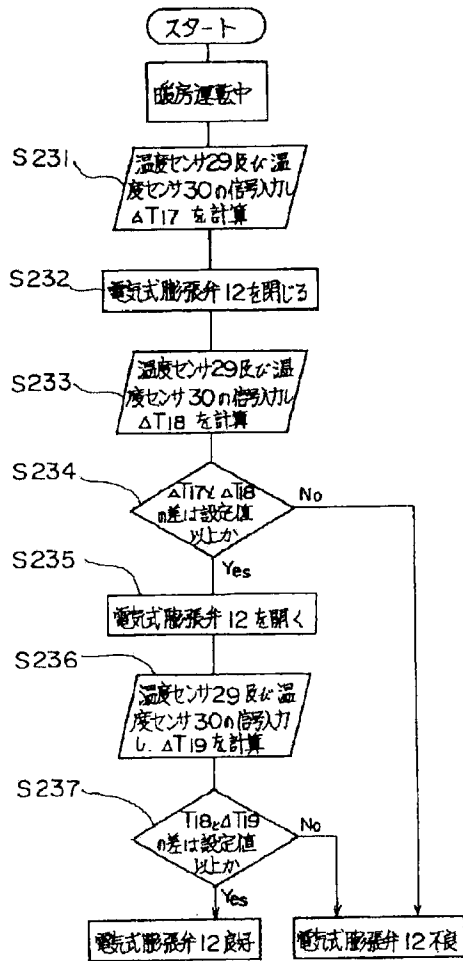 スタート
暖房運転中
S231
温度センサ29及び温
度センサ30の信号入力し
ΔT17を計算
S232
電気式膨張弁12を閉じる
S233
温度センサ29及び温
度センサ30の信号入力し
ΔT18を計算
S234
ΔT17とΔT18
の差は設定値
以上か
No
Yes
S235
電気式膨張弁12を開く
S236
温度センサ29及び温
度センサ30の信号入力
し、ΔT19を計算
S237
T18とΔT19
の差は設定値
以上か
No
Yes
電気式膨張弁12良好
電気式膨張弁12不良